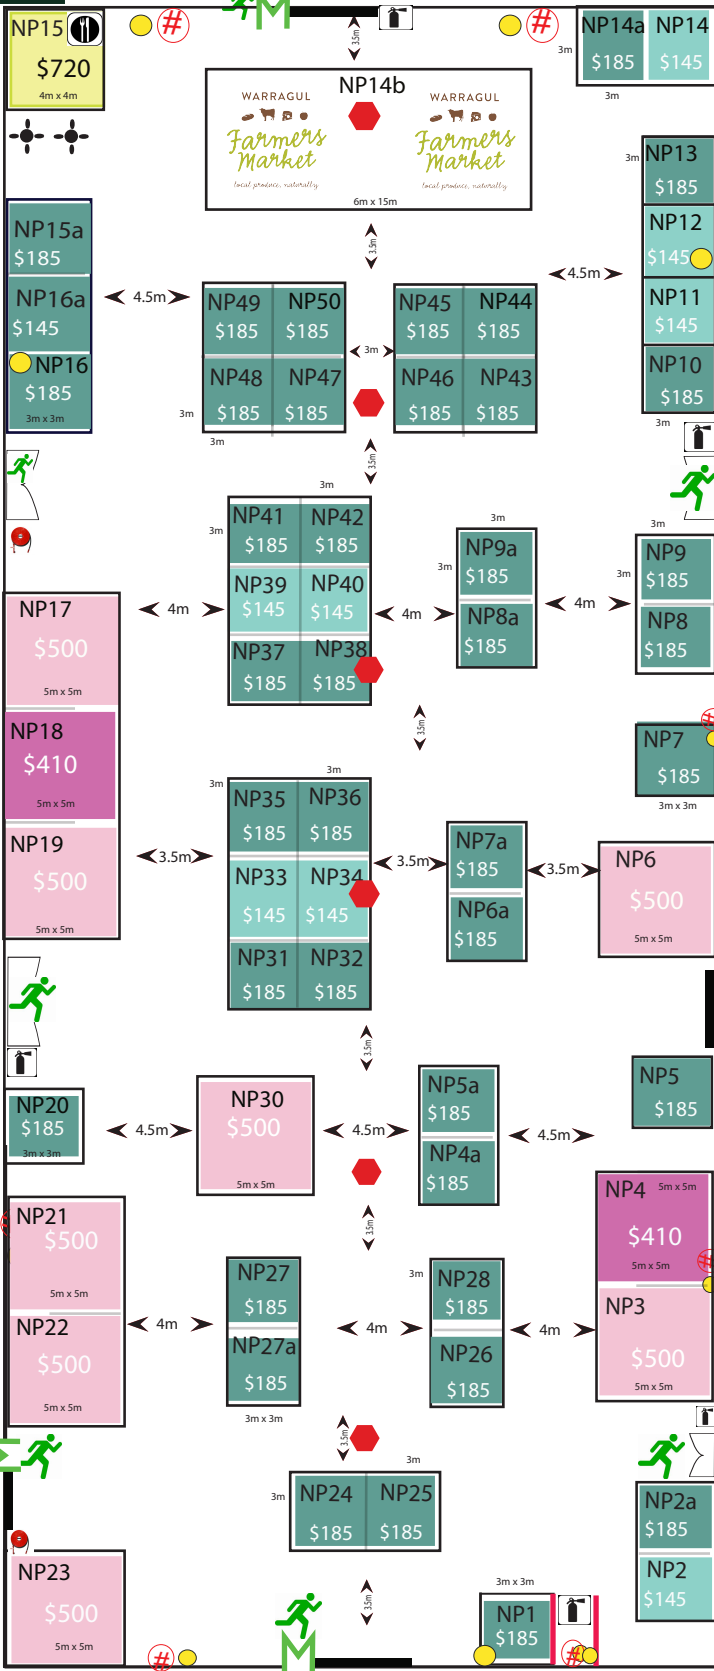 NP15
$720
4m x 4m
#
M
3.5m
#
NP14a
$185
NP14
$145
3m
3m
NP14b
WARRAGUL
Farmers
Market
local produce, naturally
WARRAGUL
Farmers
Market
local produce, naturally
6m x 15m
3m
NP13
$185
NP12
$145
NP11
$145
NP10
$185
3m
NP15a
$185
NP16a
$145
NP16
$185
3m x 3m
4.5m
3.5m
4.5m
NP49
$185
NP50
$185
NP48
$185
NP47
$185
3m
3m
3m
NP45
$185
NP44
$185
NP46
$185
NP43
$185
3.5m
3m
3m
NP41
$185
NP42
$185
NP39
$145
NP40
$145
NP37
$185
NP38
$185
4m
4m
3m
3m
NP9a
$185
NP8a
$185
4m
3m
3m
NP9
$185
NP8
$185
NP17
$500
5m x 5m
NP18
$410
5m x 5m
NP19
$500
5m x 5m
3.5m
#
NP7
$185
3m x 3m
3m
3m
NP35
$185
NP36
$185
NP33
$145
NP34
$145
NP31
$185
NP32
$185
3.5m
3.5m
NP7a
$185
NP6a
$185
3.5m
NP6
$500
5m x 5m
3.5m
NP20
$185
3m x 3m
4.5m
NP30
$500
5m x 5m
4.5m
NP5a
$185
NP4a
$185
4.5m
NP5
$185
3.5m
NP4
5m x 5m
$410
5m x 5m
#
NP3
$500
5m x 5m
#
NP21
$500
5m x 5m
NP22
$500
5m x 5m
4m
NP27
$185
NP27a
$185
3m x 3m
4m
3m
NP28
$185
NP26
$185
4m
3.5m
3m
3m
NP24
$185
NP25
$185
NP2a
$185
NP2
$145
NP23
$500
5m x 5m
3.5m
3m x 3m
NP1
$185
#
M
#